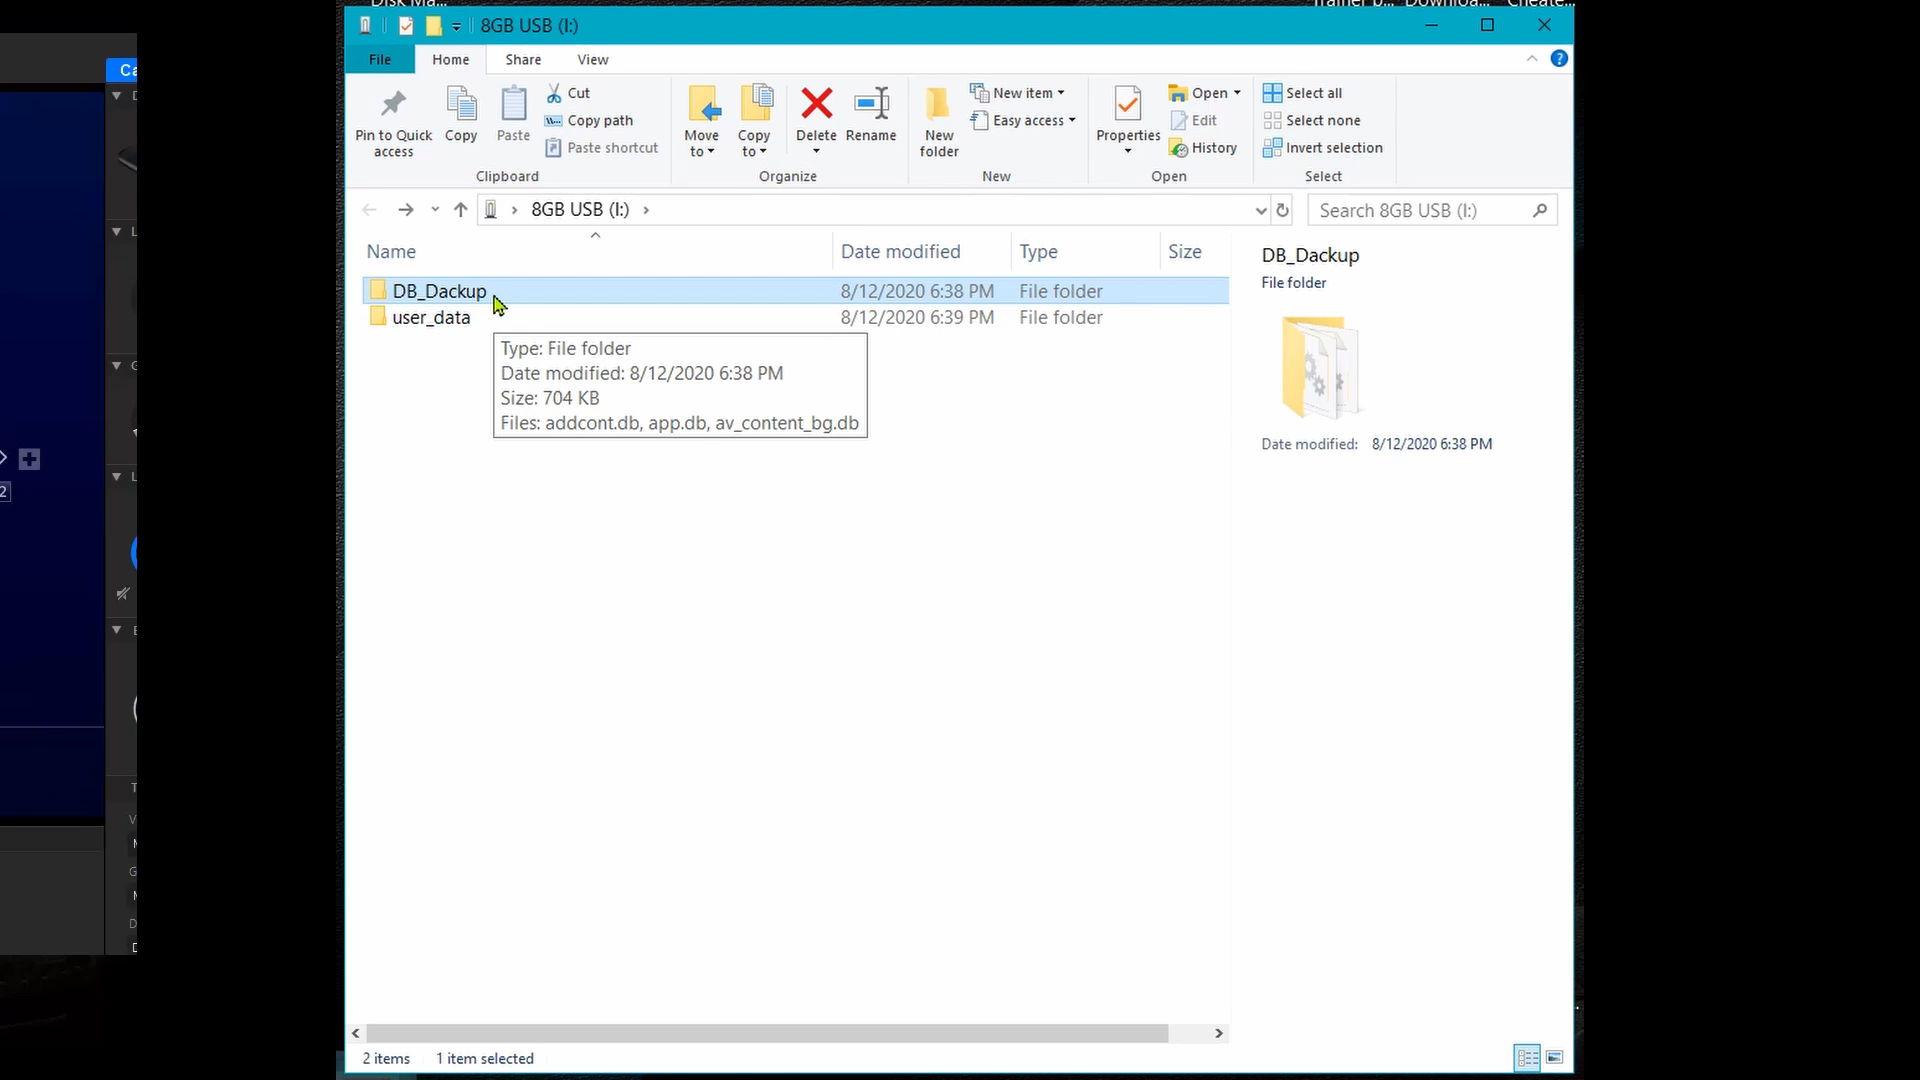 8GB USB (I:)
File
Home
Share
View
Pin to Quick access
Copy
Paste
Cut
Copy path
Paste shortcut
Clipboard
Move to
Copy to
Delete
Rename
Organize
New folder
New item
Easy access
New
Properties
Open
Edit
History
Open
Select all
Select none
Invert selection
Select
8GB USB (I:)
Search 8GB USB (I:)
Name
Date modified
Type
Size
DB_Dackup
8/12/2020 6:38 PM
File folder
user_data
8/12/2020 6:39 PM
File folder
Type: File folder
Date modified: 8/12/2020 6:38 PM
Size: 704 KB
Files: addcont.db, app.db, av_content_bg.db
DB_Dackup
File folder
Date modified: 8/12/2020 6:38 PM
2 items
1 item selected
Ca
2